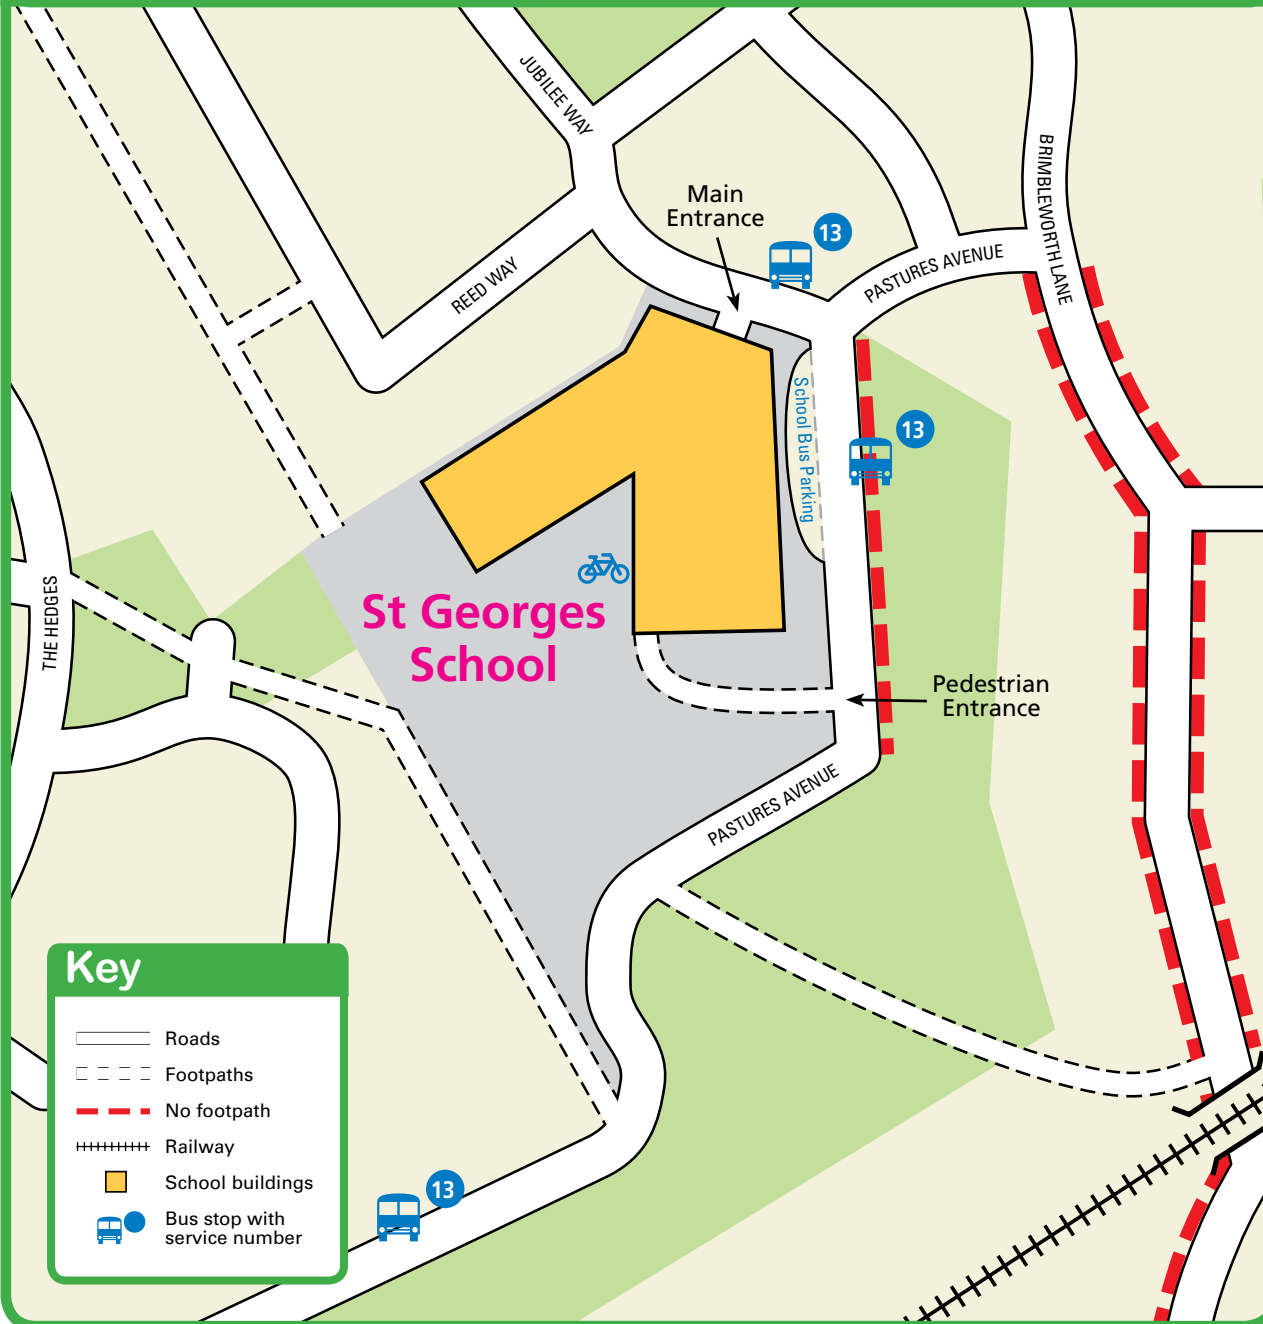 JUBILEE WAY
BRIMBLEWORTH LANE
Main
Entrance
13
PASTURES AVENUE
REED WAY
School Bus Parking
13
THE HEDGES
St Georges
School
Pedestrian
Entrance
PASTURES AVENUE
Key
Roads
Footpaths
No footpath
Railway
School buildings
Bus stop with
service number
13